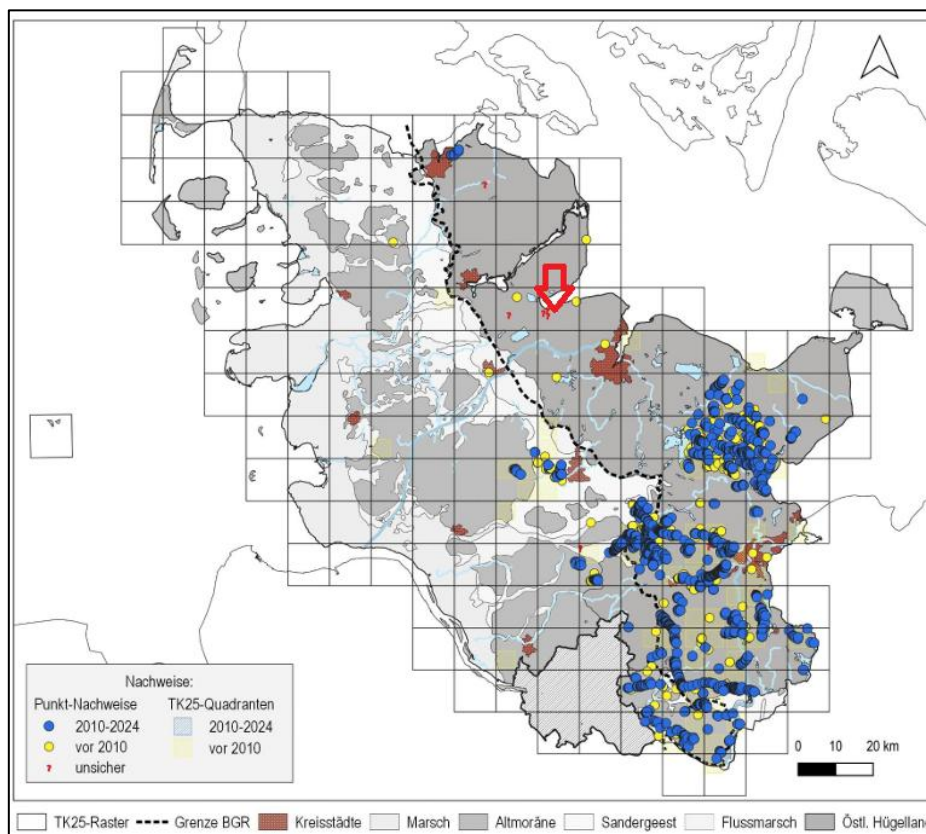 ? ? ? ? ? ? ?
0 10 20 km
Nachweise:
Punkt-Nachweise TK25-Quadranten
2010-2024 2010-2024
vor 2010 vor 2010
? unsicher
TK25-Raster Grenze BGR Kreisstädte Marsch Altmoräne Sandergeest Flussmarsch Östl. Hügelland